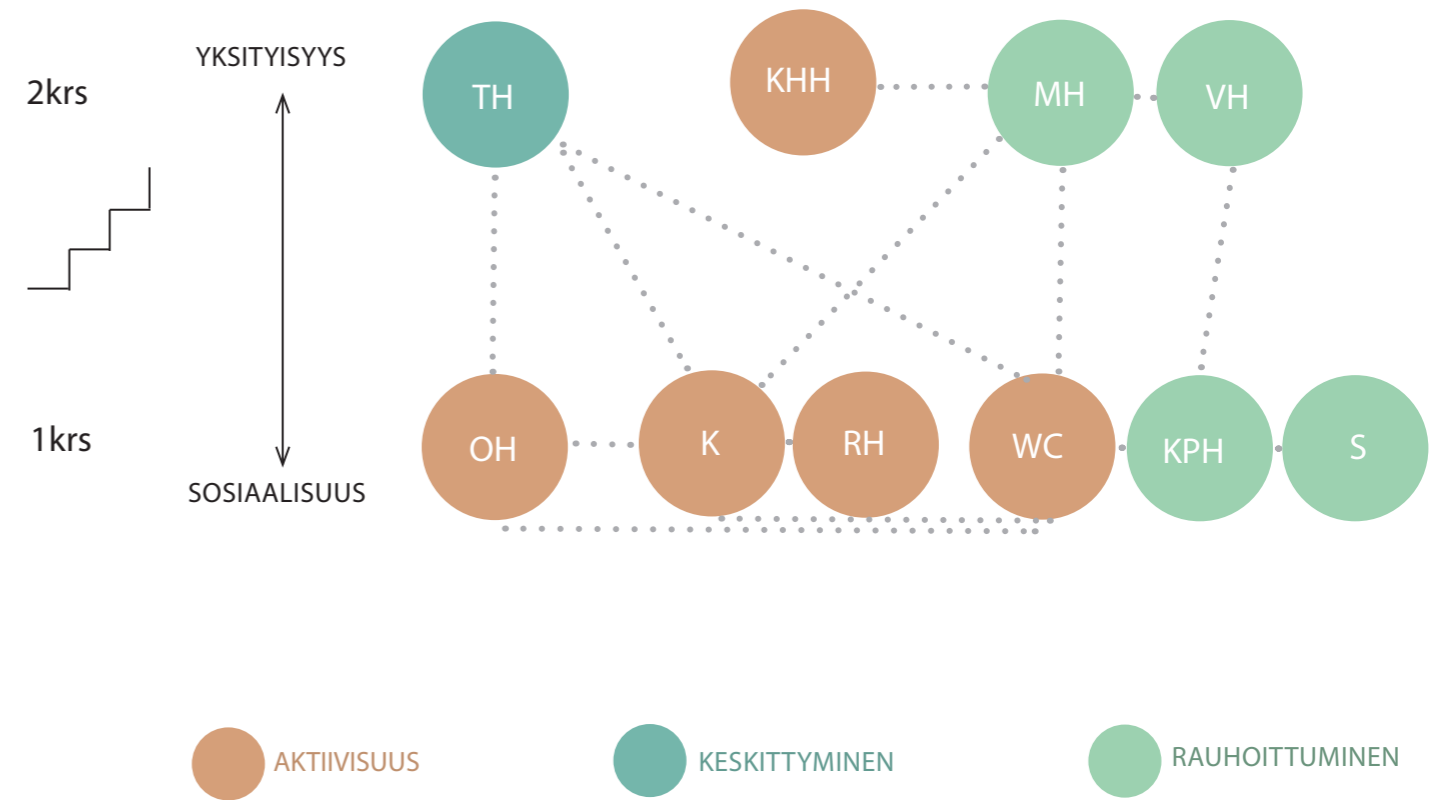 YKSITYISYYS
2krs
TH
KHH
MH
VH
1krs
OH
K
RH
WC
KPH
S
SOSIAALISUUS
AKTIIVISUUS
KESKITTYMINEN
RAUHOITTUMINEN